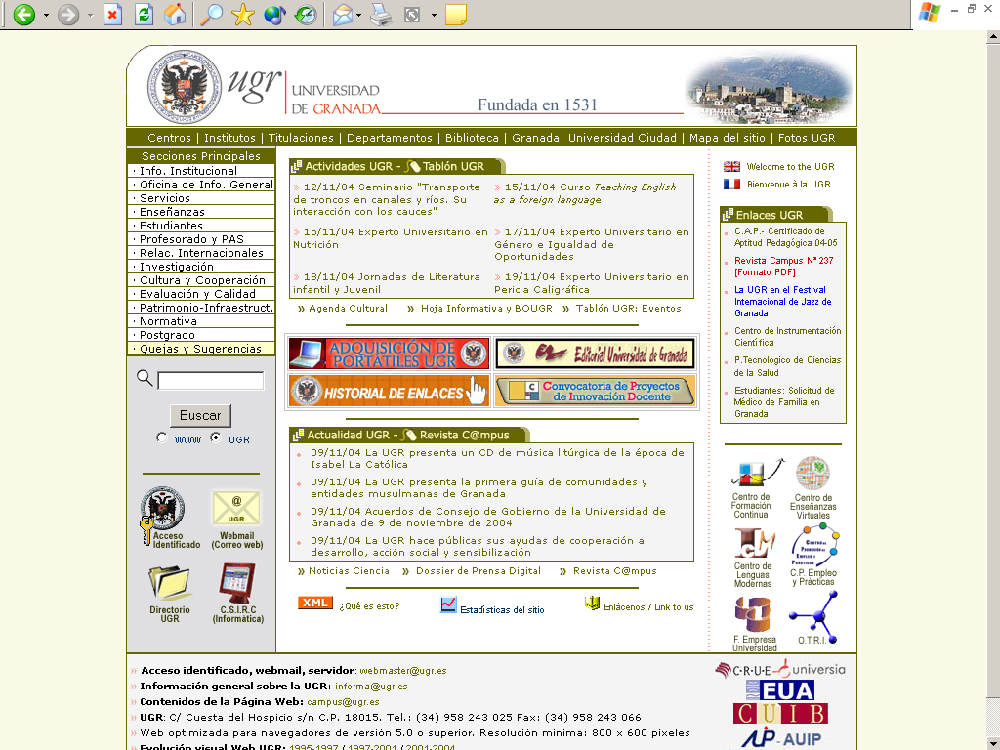 ugr UNIVERSIDAD
DE GRANADA
Fundada en 1531
Centros | Institutos | Titulaciones | Departamentos | Biblioteca | Granada: Universidad Ciudad | Mapa del sitio | Fotos UGR
Secciones Principales
· Info. Institucional
· Oficina de Info. General
· Servicios
· Enseñanzas
· Estudiantes
· Profesorado y PAS
· Relac. Internacionales
· Investigación
· Cultura y Cooperación
· Evaluación y Calidad
· Patrimonio-Infraestruct.
· Normativa
· Postgrado
· Quejas y Sugerencias
Buscar
WWW UGR
@
UGR
Acceso
Identificado
Webmail
(Correo web)
Directorio
UGR
C.S.I.R.C
(Informática)
Actividades UGR - Tablón UGR
» 12/11/04 Seminario "Transporte
de troncos en canales y ríos. Su
interacción con los cauces"
» 15/11/04 Curso Teaching English
as a foreign language
» 15/11/04 Experto Universitario en
Nutrición
» 17/11/04 Experto Universitario en
Género e Igualdad de
Oportunidades
» 18/11/04 Jornadas de Literatura
infantil y Juvenil
» 19/11/04 Experto Universitario en
Pericia Caligráfica
» Agenda Cultural » Hoja Informativa y BOUGR » Tablón UGR: Eventos
ADQUISICIÓN DE
PORTÁTILES UGR
Editorial Universidad de Granada
HISTORIAL DE ENLACES
Convocatoria de Proyectos
de Innovación Docente
Actualidad UGR - Revista C@mpus
09/11/04 La UGR presenta un CD de música litúrgica de la época de
Isabel La Católica
09/11/04 La UGR presenta la primera guía de comunidades y
entidades musulmanas de Granada
09/11/04 Acuerdos de Consejo de Gobierno de la Universidad de
Granada de 9 de noviembre de 2004
09/11/04 La UGR hace públicas sus ayudas de cooperación al
desarrollo, acción social y sensibilización
» Noticias Ciencia » Dossier de Prensa Digital » Revista C@mpus
XML ¿Qué es esto? Estadísticas del sitio Enlácenos / Link to us
Welcome to the UGR
Bienvenue à la UGR
Enlaces UGR
C.A.P.- Certificado de
Aptitud Pedagógica 04-05
Revista Campus Nº 237
[Formato PDF]
La UGR en el Festival
Internacional de Jazz de
Granada
Centro de Instrumentación
Científica
P.Tecnologico de Ciencias
de la Salud
Estudiantes: Solicitud de
Médico de Familia en
Granada
Centro de
Formación
Continua
Centro de
Enseñanzas
Virtuales
Centro de
Lenguas
Modernas
C.P. Empleo
y Prácticas
F. Empresa
Universidad
O.T.R.I.
» Acceso identificado, webmail, servidor: webmaster@ugr.es
» Información general sobre la UGR: informa@ugr.es
» Contenidos de la Página Web: campus@ugr.es
» UGR: C/ Cuesta del Hospicio s/n C.P. 18015. Tel.: (34) 958 243 025 Fax: (34) 958 243 066
» Web optimizada para navegadores de versión 5.0 o superior. Resolución mínima: 800 x 600 píxeles
» Evolución visual Web UGR: 1995-1997 / 1997-2001 / 2001-2004
C·R·U·E universia
EUA
CUIB
AUIP